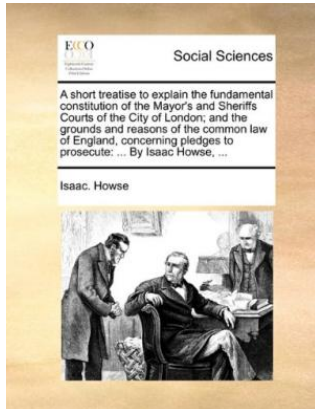 ECCO
Social Sciences
A short treatise to explain the fundamental
constitution of the Mayor's and Sheriffs
Courts of the City of London; and the
grounds and reasons of the common law
of England, concerning pledges to
prosecute: ... By Isaac Howse, ...
Isaac. Howse